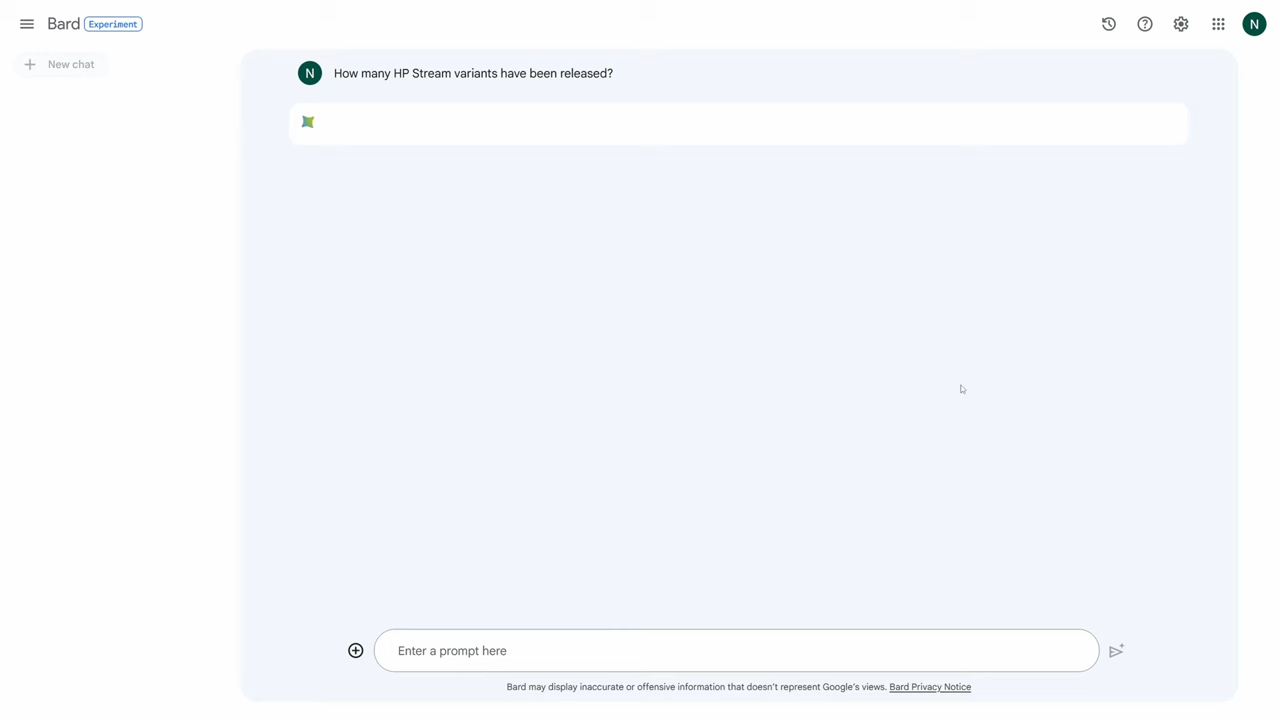 Bard Experiment
N
New chat
N How many HP Stream variants have been released?
Enter a prompt here
Bard may display inaccurate or offensive information that doesn't represent Google's views. Bard Privacy Notice